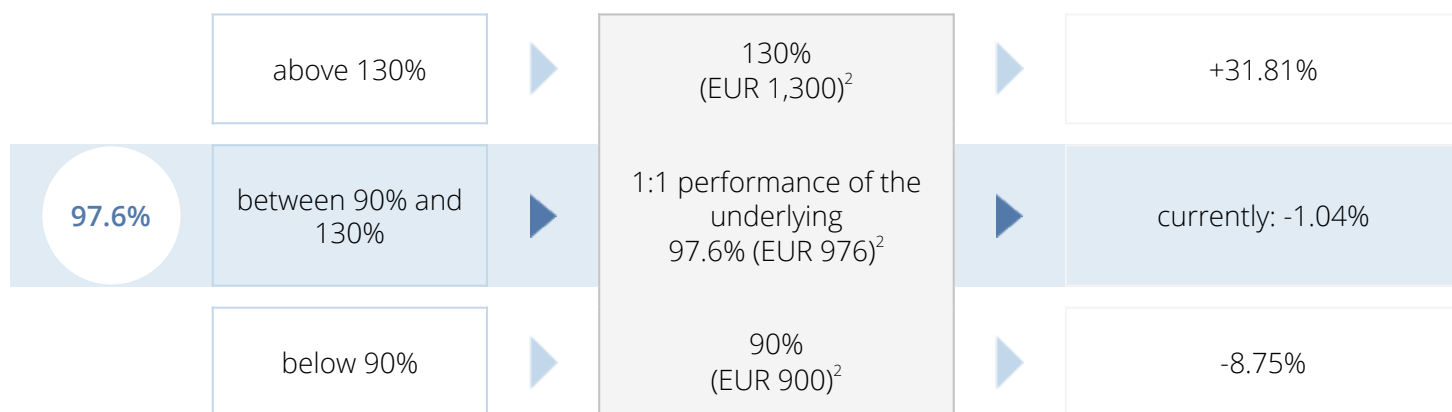 above 130%
130%
(EUR 1,300)²
+31.81%
97.6%
between 90% and
130%
1:1 performance of the
underlying
97.6% (EUR 976)²
currently: -1.04%
below 90%
90%
(EUR 900)²
-8.75%